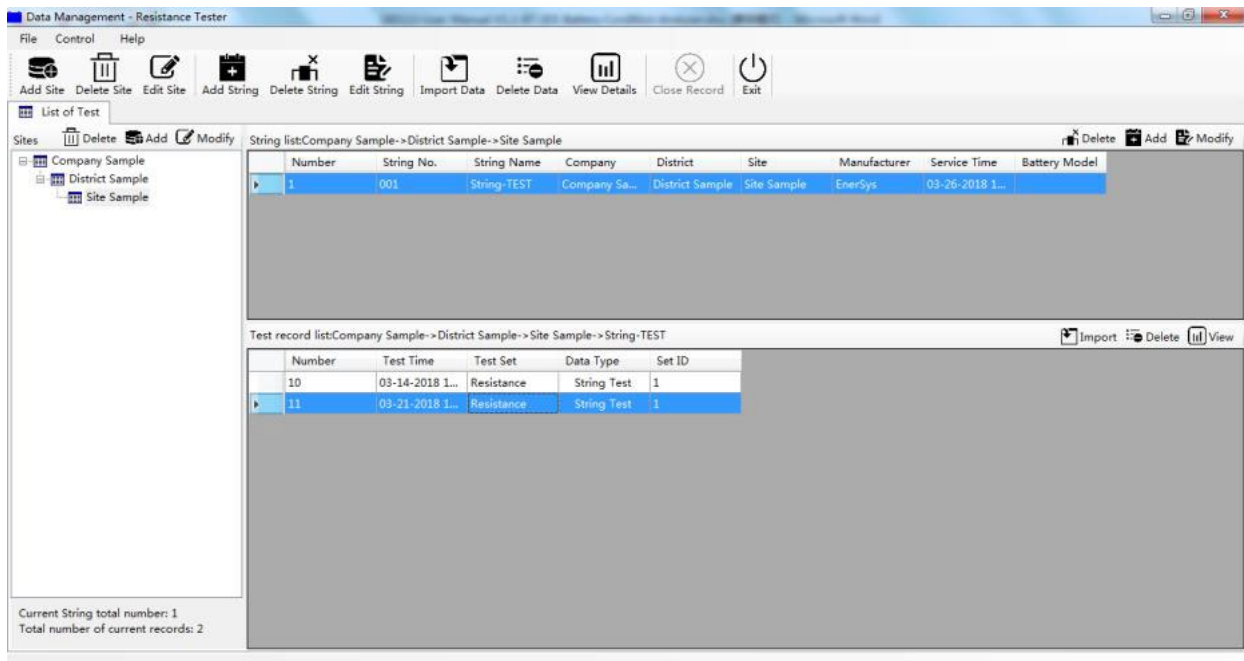 Data Management - Resistance Tester
File Control Help
Add Site Delete Site Edit Site Add String Delete String Edit String Import Data Delete Data View Details Close Record Exit
List of Test
Sites Delete Add Modify String list:Company Sample->District Sample->Site Sample Delete Add Modify
Company Sample
District Sample
Site Sample
Number String No. String Name Company District Site Manufacturer Service Time Battery Model
1 001 String-TEST Company Sa... District Sample Site Sample EnerSys 03-26-2018 1...
Test record list:Company Sample->District Sample->Site Sample->String-TEST Import Delete View
Number Test Time Test Set Data Type Set ID
10 03-14-2018 1... Resistance String Test 1
11 03-21-2018 1... Resistance String Test 1
Current String total number: 1
Total number of current records: 2